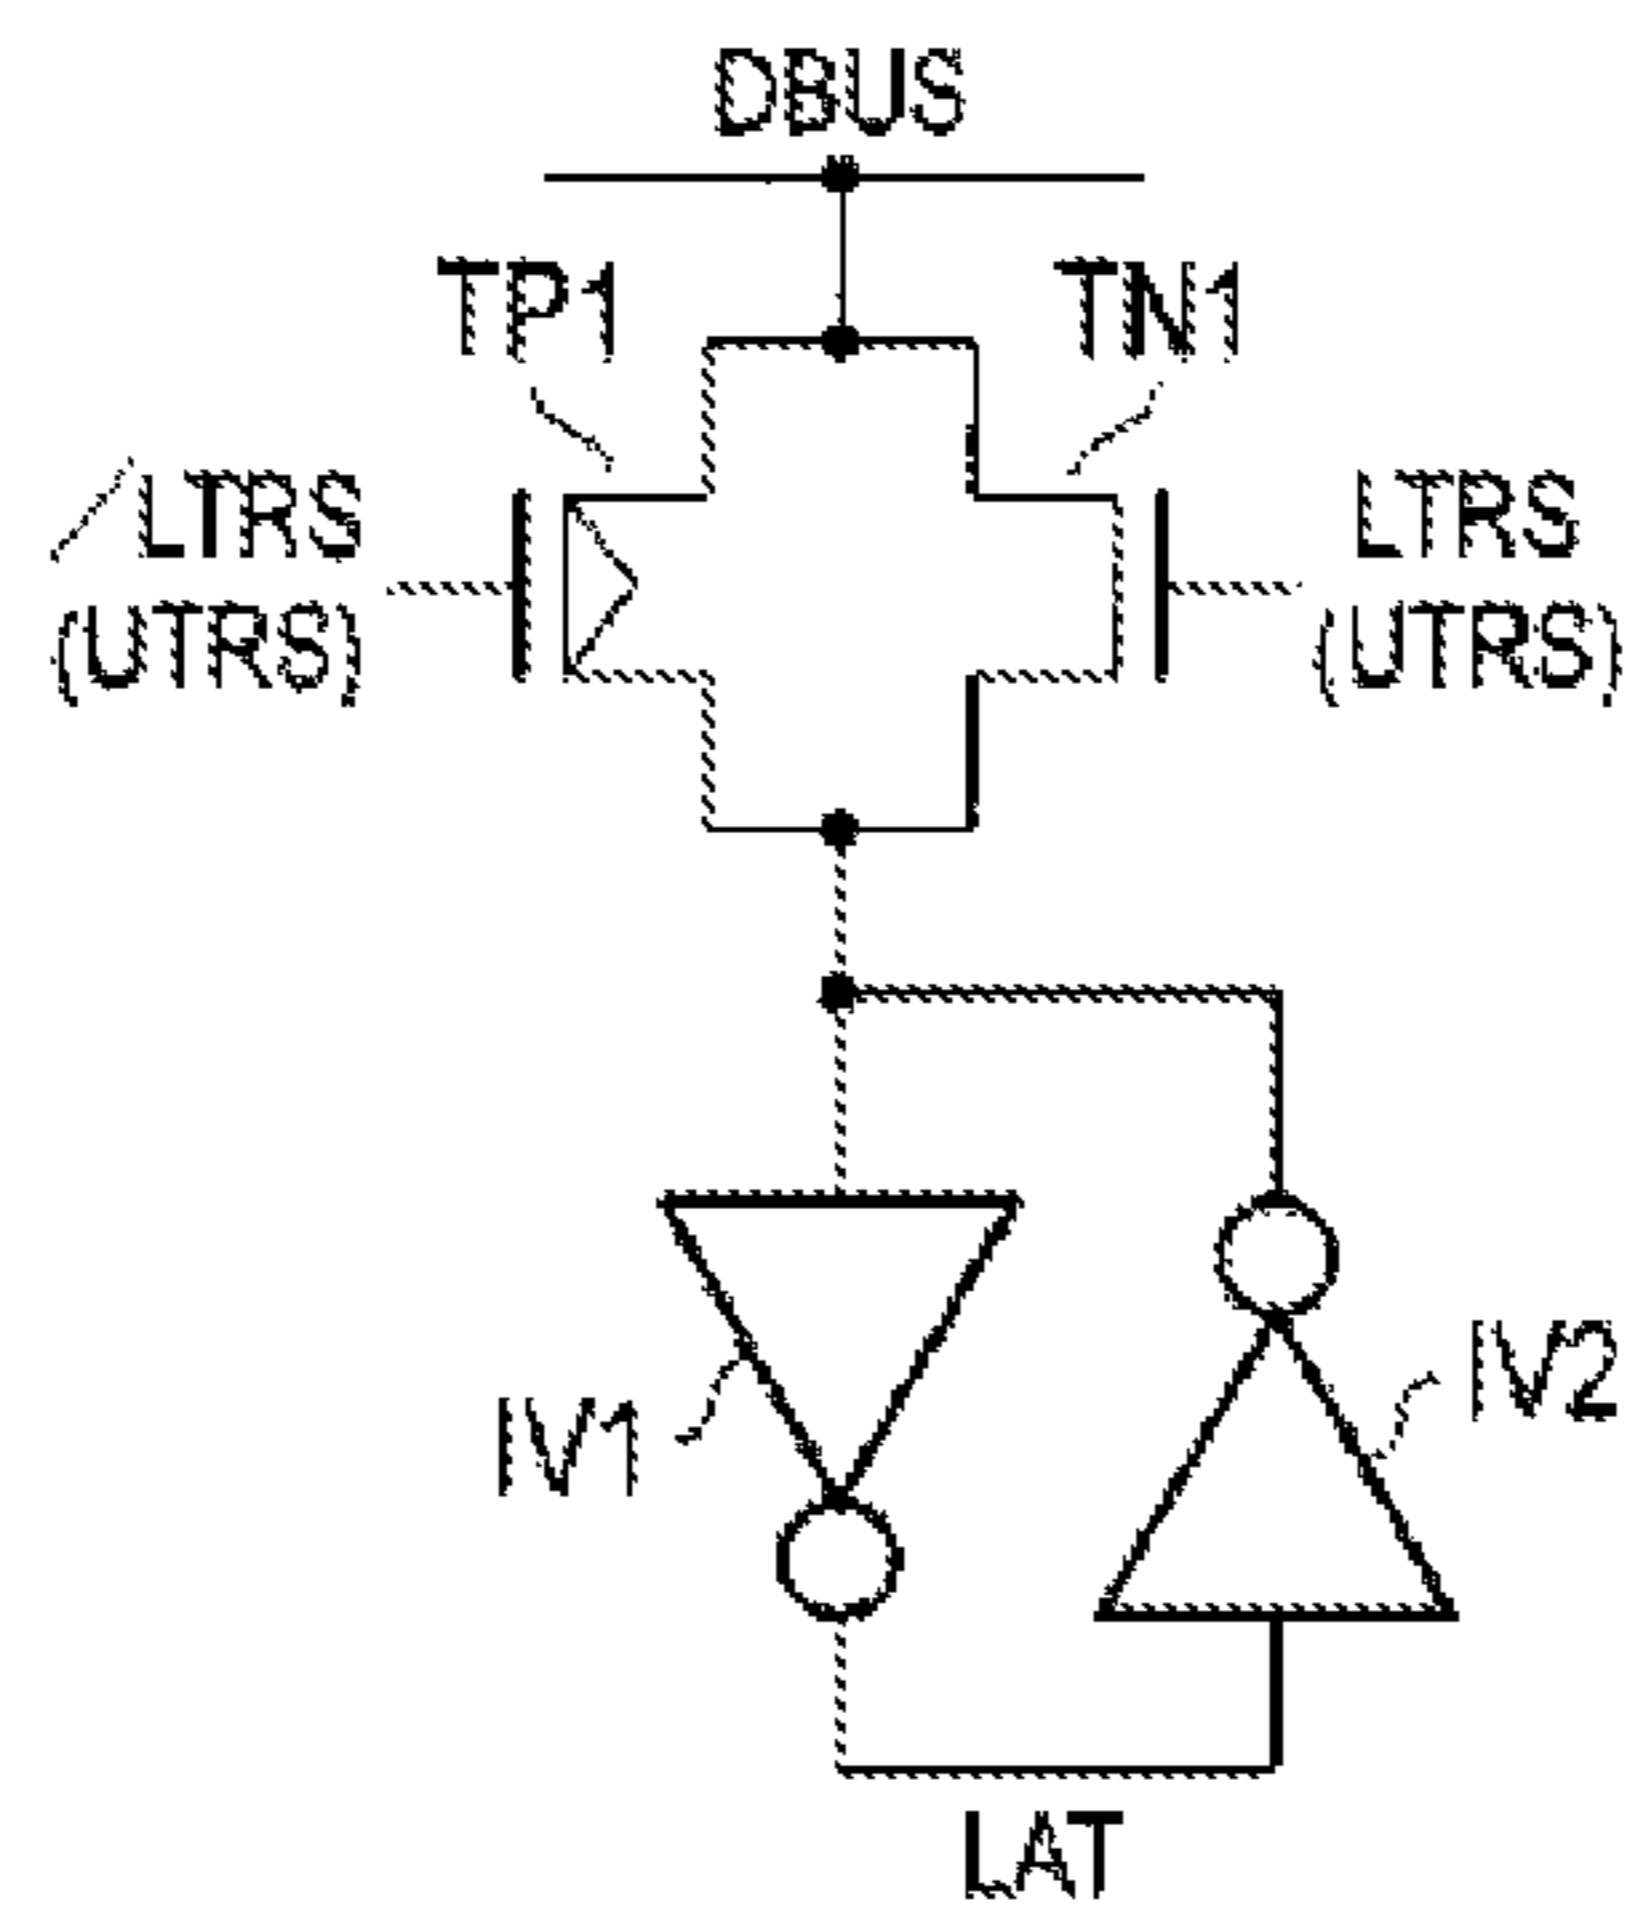 DBUS
TP1
TN1
/LTRS
(UTRS)
LTRS
(UTRS)
IV1
IV2
LAT